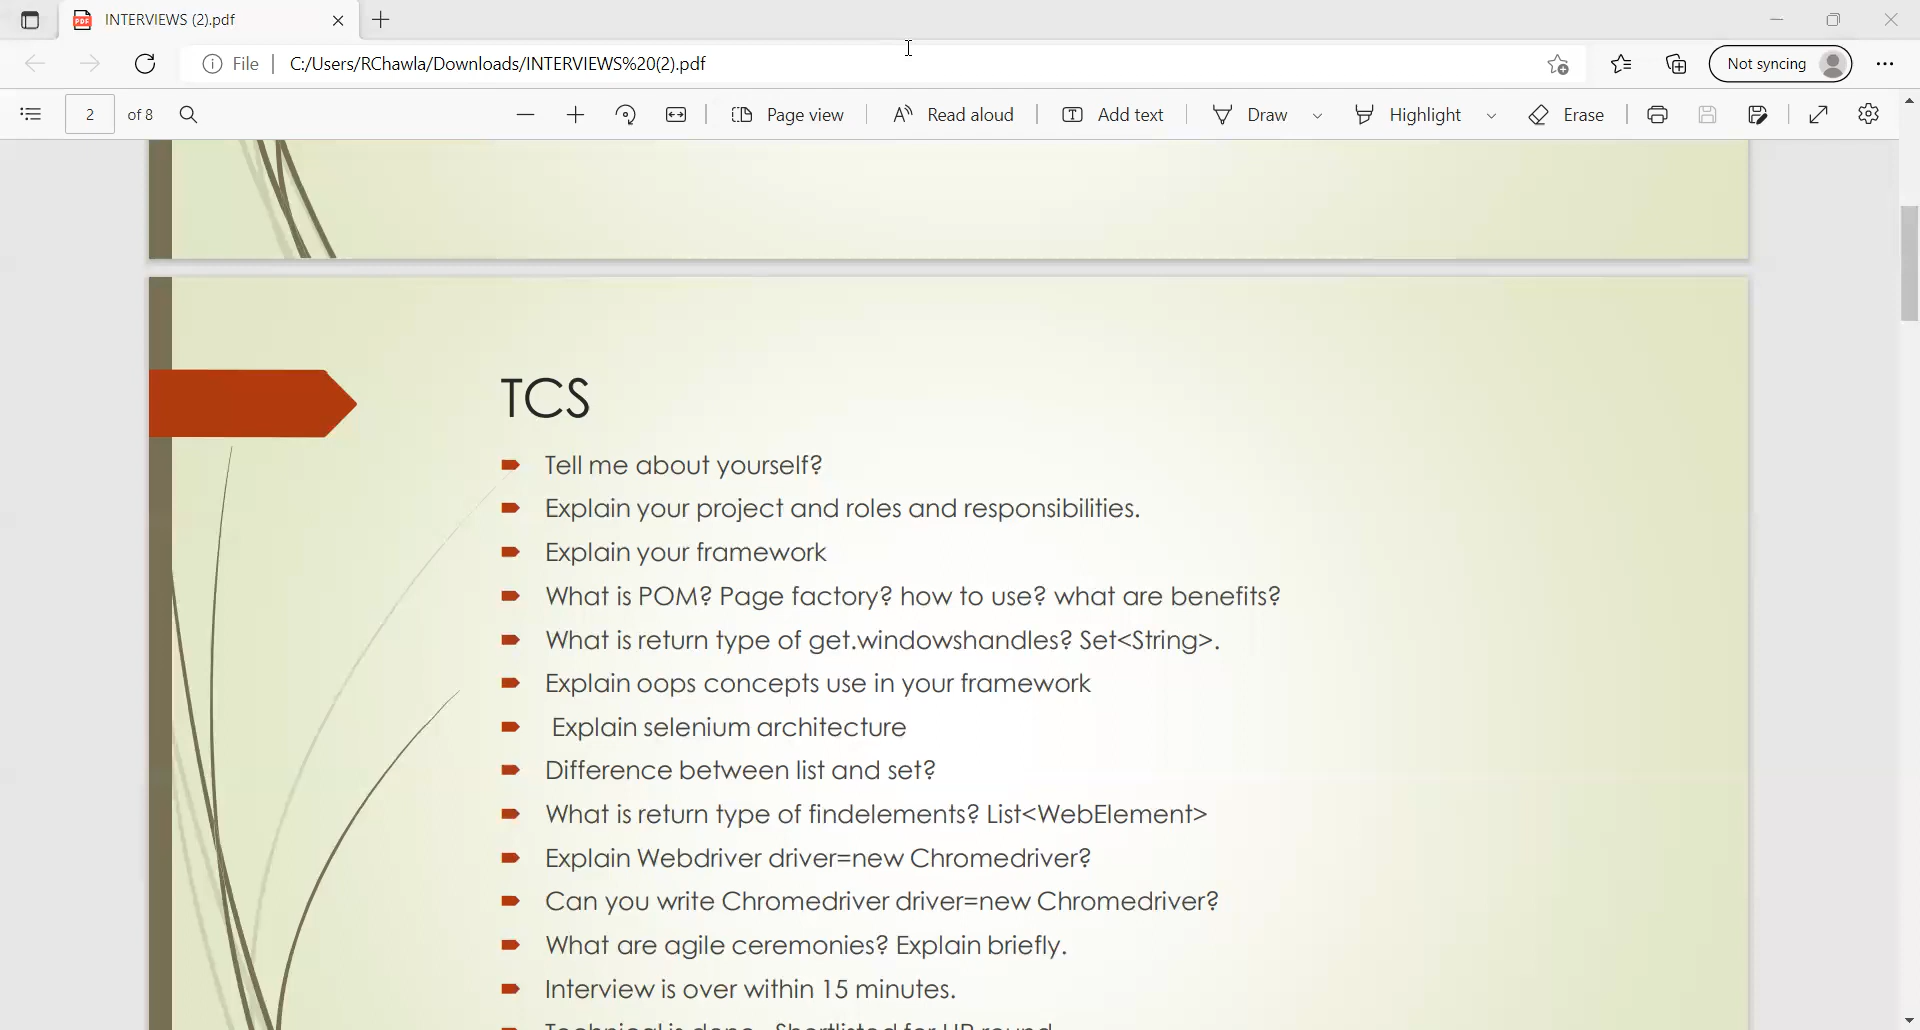 INTERVIEWS (2).pdf
File
C:/Users/RChawla/Downloads/INTERVIEWS%20(2).pdf
Not syncing
2 of 8
Page view
Read aloud
Add text
Draw
Highlight
Erase
TCS
Tell me about yourself?
Explain your project and roles and responsibilities.
Explain your framework
What is POM? Page factory? how to use? what are benefits?
What is return type of get.windowshandles? Set<String>.
Explain oops concepts use in your framework
Explain selenium architecture
Difference between list and set?
What is return type of findelements? List<WebElement>
Explain Webdriver driver=new Chromedriver?
Can you write Chromedriver driver=new Chromedriver?
What are agile ceremonies? Explain briefly.
Interview is over within 15 minutes.